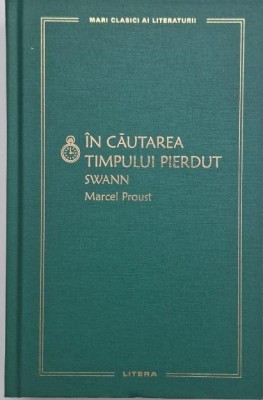 MARI CLASICI AI LITERATURII
ÎN CĂUTAREA
TIMPULUI PIERDUT
SWANN
Marcel Proust
LITERA